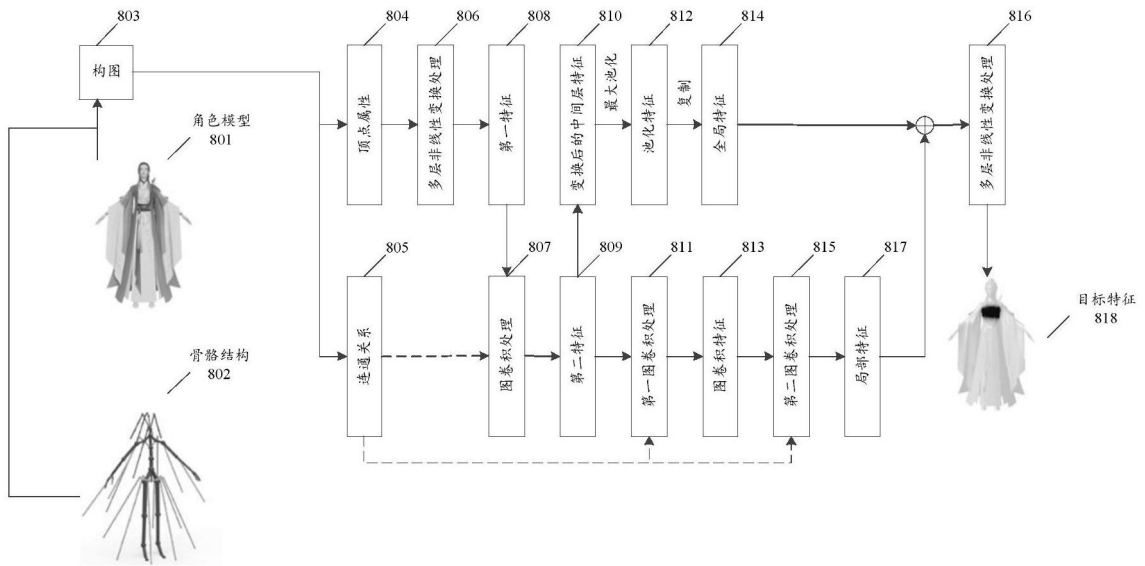 803
804
806
808
810
812
814
816
构图
顶点属性
多层非线性变换处理
第一特征
变换后的中间层特征
最大池化
池化特征
复制
全局特征
多层非线性变换处理
角色模型
801
805
807
809
811
813
815
817
连通关系
图卷积处理
第二特征
第一图卷积处理
图卷积特征
第二图卷积处理
局部特征
目标特征
818
骨骼结构
802